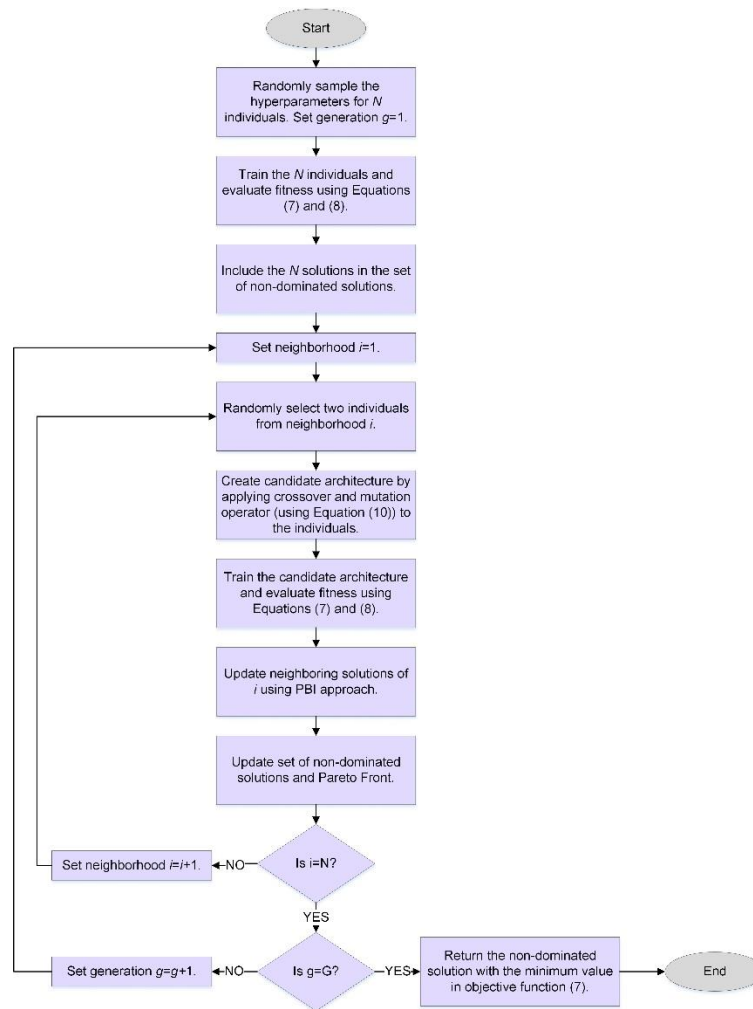 Start
Randomly sample the
hyperparameters for N
individuals. Set generation g=1.
Train the N individuals and
evaluate fitness using Equations
(7) and (8).
Include the N solutions in the set
of non-dominated solutions.
Set neighborhood i=1.
Randomly select two individuals
from neighborhood i.
Create candidate architecture by
applying crossover and mutation
operator (using Equation (10)) to
the individuals.
Train the candidate architecture
and evaluate fitness using
Equations (7) and (8).
Update neighboring solutions of
i using PBI approach.
Update set of non-dominated
solutions and Pareto Front.
Is i=N?
NO
Set neighborhood i=i+1.
YES
Is g=G?
NO
Set generation g=g+1.
YES
Return the non-dominated
solution with the minimum value
in objective function (7).
End